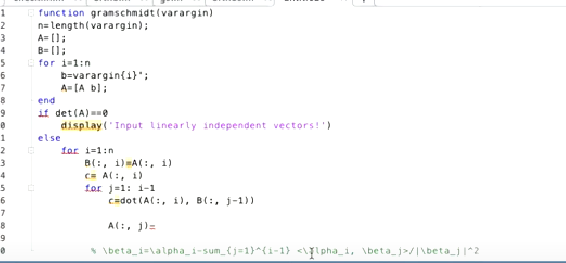 1 function gramschmidt(varargin)
2 n=length(varargin);
3 A=[];
4 B=[];
5 for i=1:n
6 b=varargin{i}";
7 A=[A b];
8 end
9 if det(A)==0
0 display('Input linearly independent vectors!')
1 else
2 for i=1:n
3 B(:, i)=A(:, i)
4 c= A(:, i)
5 for j=1: i-1
6 c=dot(A(:, i), B(:, j-1))
7
8 A(:, j)=
9
0 % \beta_i=\alpha_i-sum_{j=1}^{i-1} <\alpha_i, \beta_j>/|\beta_j|^2